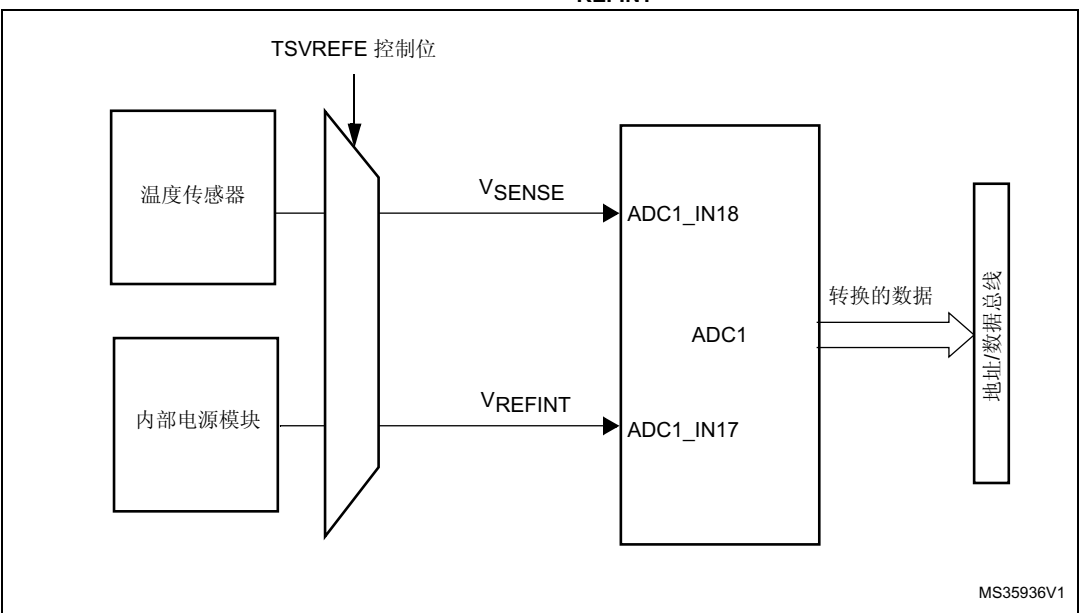 REFINT
TSVREFE 控制位
温度传感器
VSENSE
ADC1_IN18
转换的数据
地址/数据总线
ADC1
内部电源模块
VREFINT
ADC1_IN17
MS35936V1